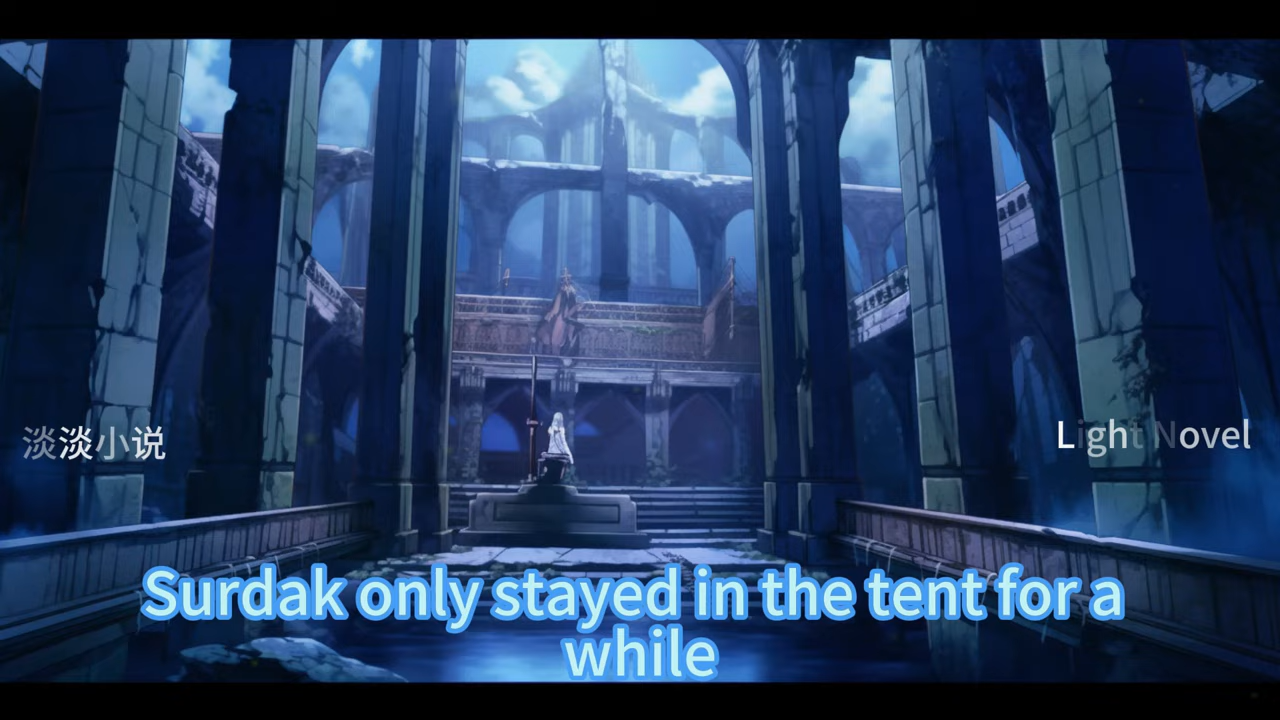 淡淡小说
Light Novel
Surdak only stayed in the tent for a
while